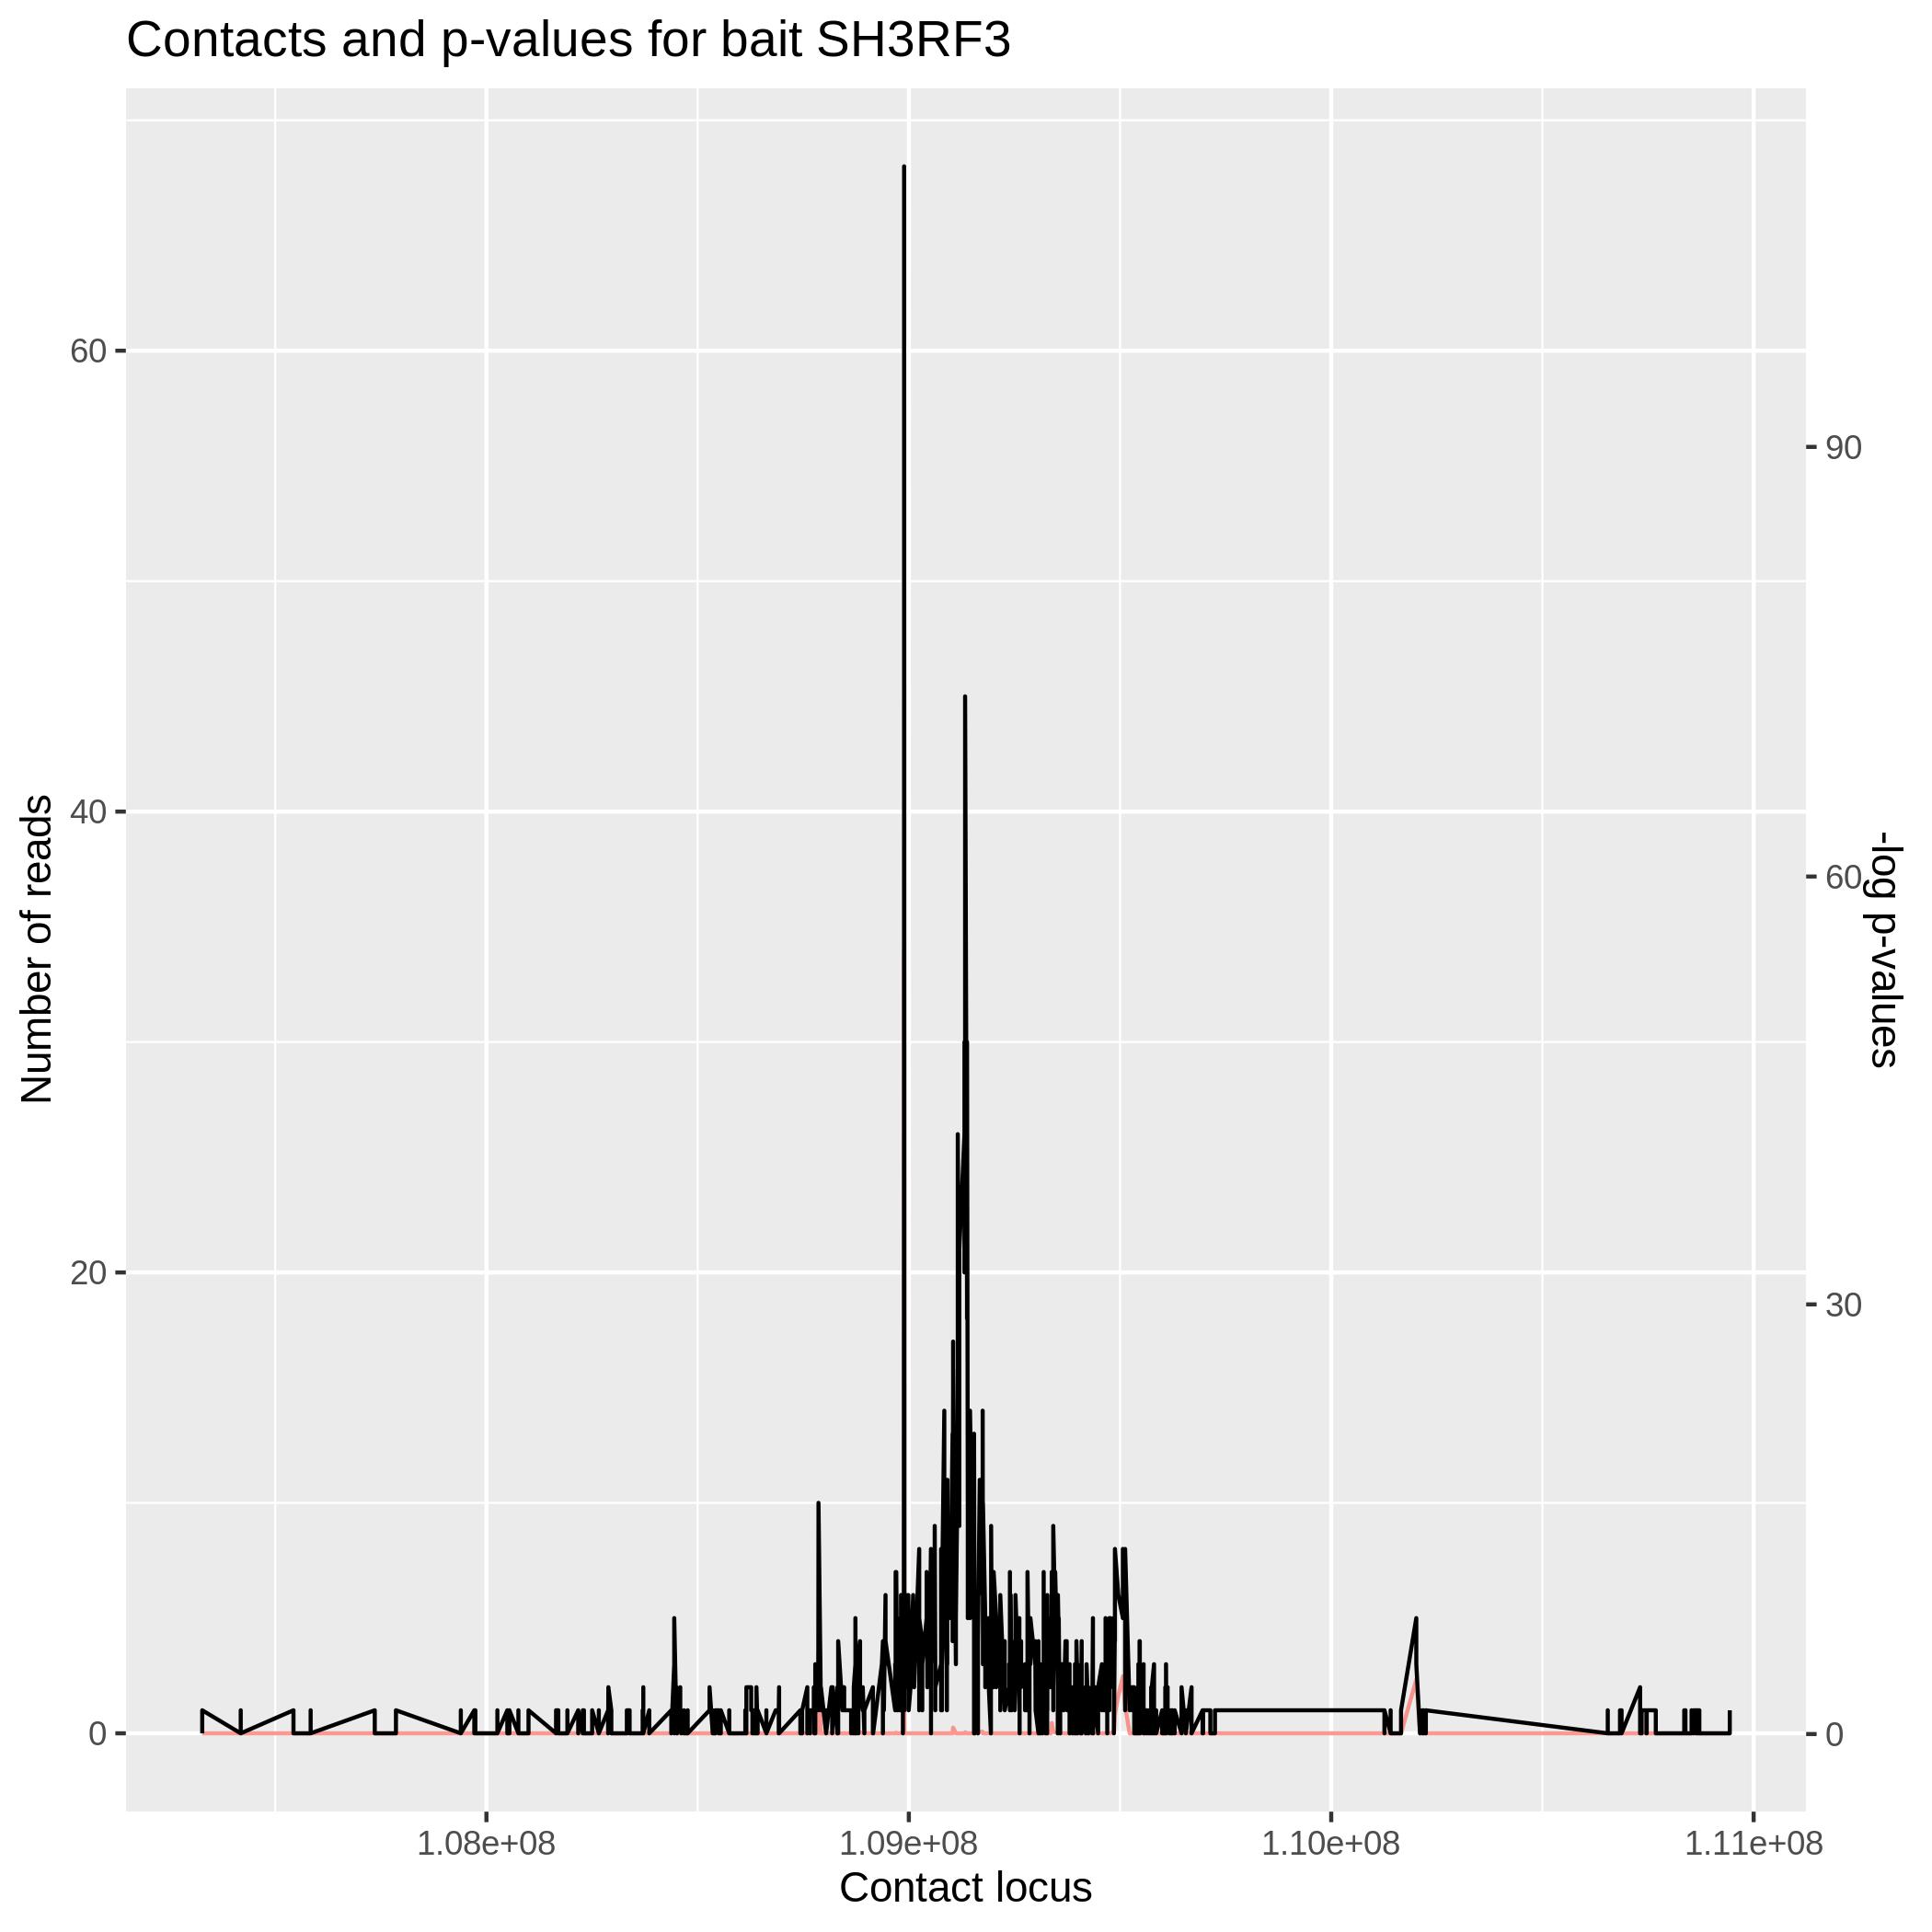 Contacts and p-values for bait SH3RF3
60
40
20
0
Number of reads
90
60
30
0
-log p-values
1.08e+08
1.09e+08
1.10e+08
1.11e+08
Contact locus